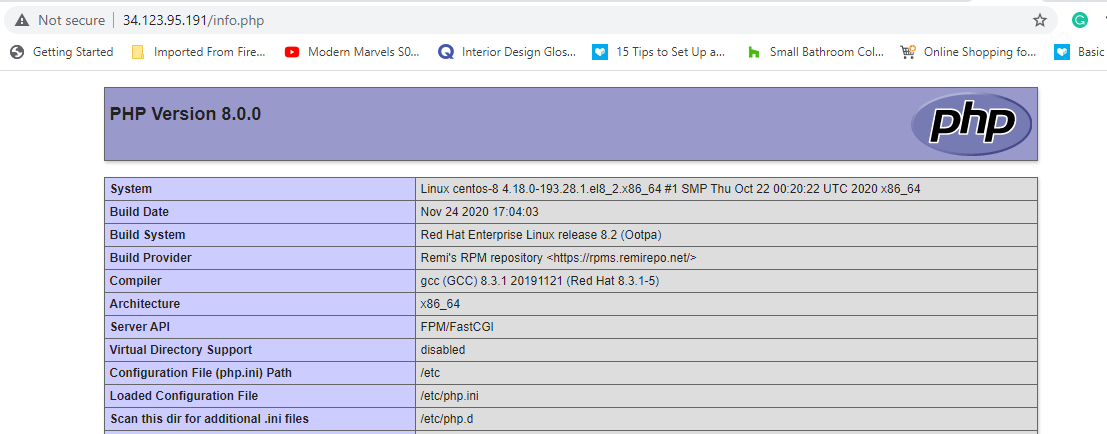 Not secure 34.123.95.191/info.php
Getting Started Imported From Fire... Modern Marvels S0... Interior Design Glos... 15 Tips to Set Up a... Small Bathroom Col... Online Shopping fo... Basic
PHP Version 8.0.0 php
System Linux centos-8 4.18.0-193.28.1.el8_2.x86_64 #1 SMP Thu Oct 22 00:20:22 UTC 2020 x86_64
Build Date Nov 24 2020 17:04:03
Build System Red Hat Enterprise Linux release 8.2 (Ootpa)
Build Provider Remi's RPM repository <https://rpms.remirepo.net/>
Compiler gcc (GCC) 8.3.1 20191121 (Red Hat 8.3.1-5)
Architecture x86_64
Server API FPM/FastCGI
Virtual Directory Support disabled
Configuration File (php.ini) Path /etc
Loaded Configuration File /etc/php.ini
Scan this dir for additional .ini files /etc/php.d